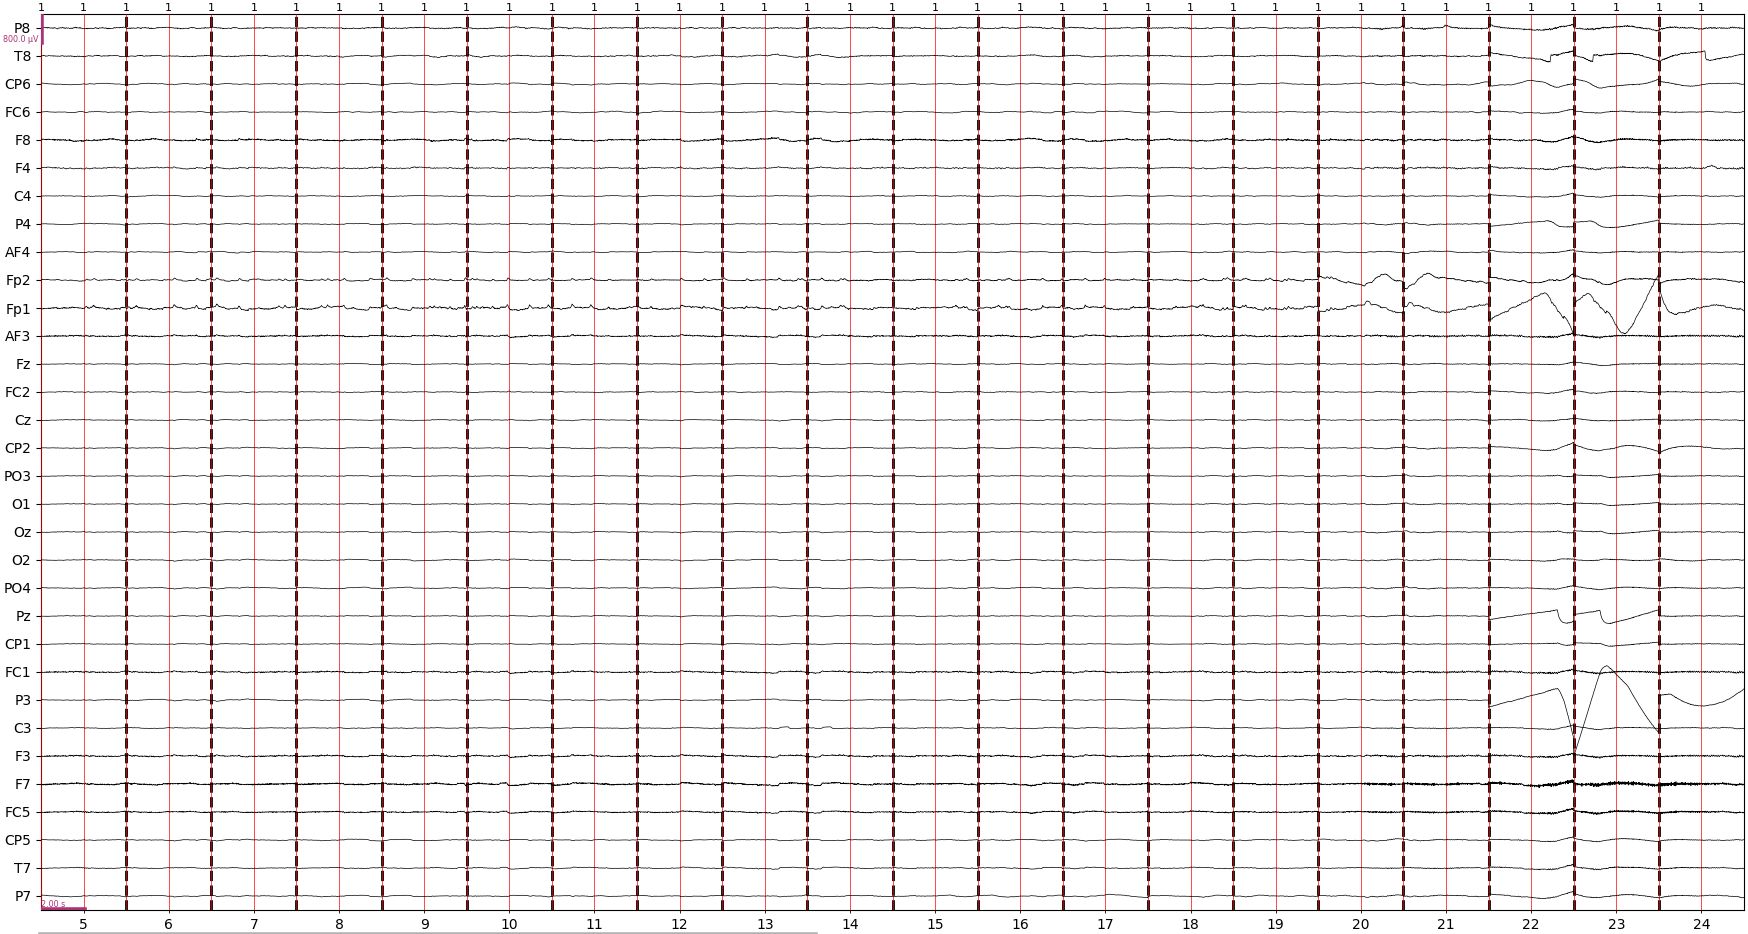 1 1 1 1 1 1 1 1 1 1 1 1 1 1 1 1 1 1 1 1 1 1 1 1 1 1 1 1 1 1 1 1 1 1 1 1 1 1 1 1
P8
800.0 µV
T8
CP6
FC6
F8
F4
C4
P4
AF4
Fp2
Fp1
AF3
Fz
FC2
Cz
CP2
PO3
O1
Oz
O2
PO4
Pz
CP1
FC1
P3
C3
F3
F7
FC5
CP5
T7
P7
2.00 s
5 6 7 8 9 10 11 12 13 14 15 16 17 18 19 20 21 22 23 24